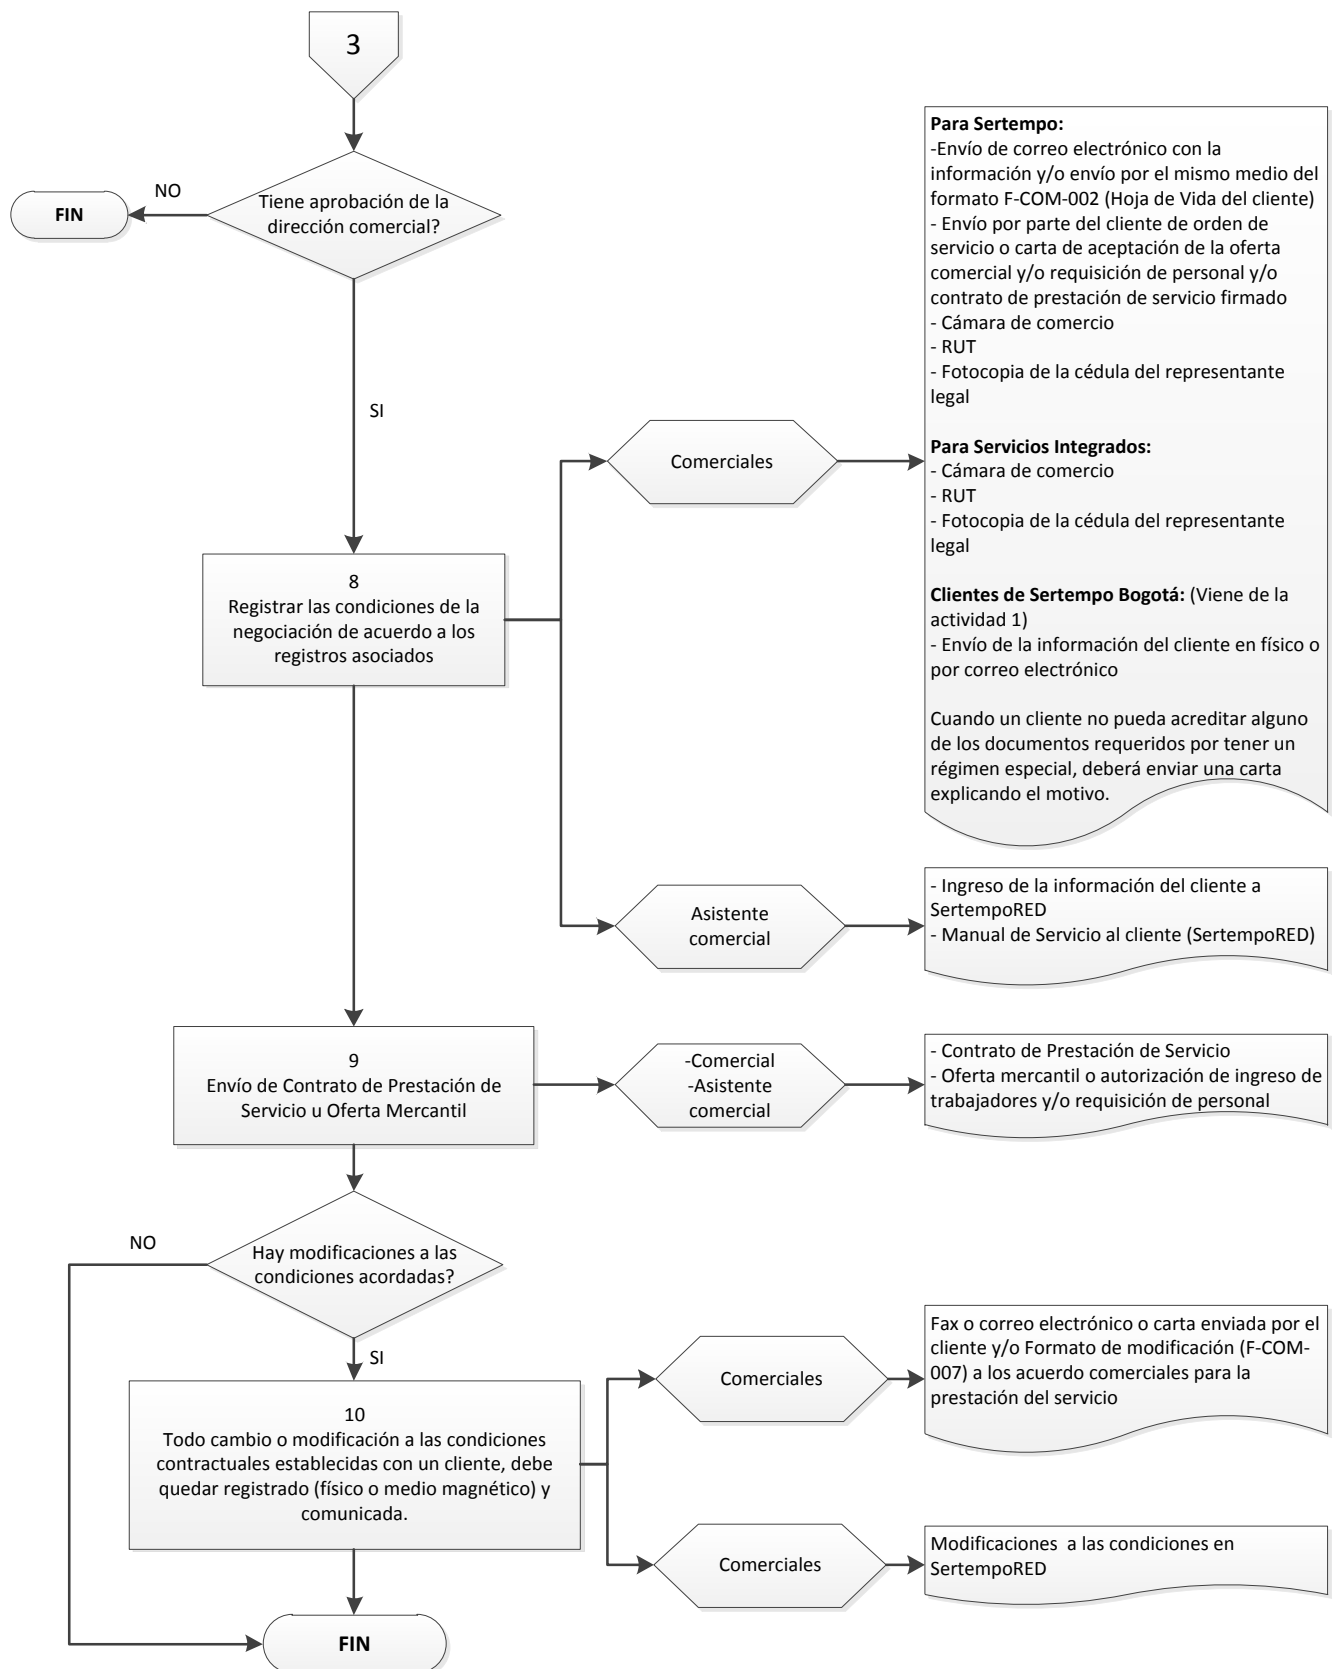 3
Tiene aprobación de la
dirección comercial?
NO
FIN
SI
Para Sertempo:
-Envío de correo electrónico con la
información y/o envío por el mismo medio del
formato F-COM-002 (Hoja de Vida del cliente)
- Envío por parte del cliente de orden de
servicio o carta de aceptación de la oferta
comercial y/o requisición de personal y/o
contrato de prestación de servicio firmado
- Cámara de comercio
- RUT
- Fotocopia de la cédula del representante
legal
Para Servicios Integrados:
- Cámara de comercio
- RUT
- Fotocopia de la cédula del representante
legal
Clientes de Sertempo Bogotá: (Viene de la
actividad 1)
- Envío de la información del cliente en físico o
por correo electrónico
Cuando un cliente no pueda acreditar alguno
de los documentos requeridos por tener un
régimen especial, deberá enviar una carta
explicando el motivo.
Comerciales
8
Registrar las condiciones de la
negociación de acuerdo a los
registros asociados
Asistente
comercial
- Ingreso de la información del cliente a
SertempoRED
- Manual de Servicio al cliente (SertempoRED)
9
Envío de Contrato de Prestación de
Servicio u Oferta Mercantil
-Comercial
-Asistente
comercial
- Contrato de Prestación de Servicio
- Oferta mercantil o autorización de ingreso de
trabajadores y/o requisición de personal
Hay modificaciones a las
condiciones acordadas?
NO
SI
10
Todo cambio o modificación a las condiciones
contractuales establecidas con un cliente, debe
quedar registrado (físico o medio magnético) y
comunicada.
Comerciales
Fax o correo electrónico o carta enviada por el
cliente y/o Formato de modificación (F-COM-
007) a los acuerdo comerciales para la
prestación del servicio
Comerciales
Modificaciones a las condiciones en
SertempoRED
FIN